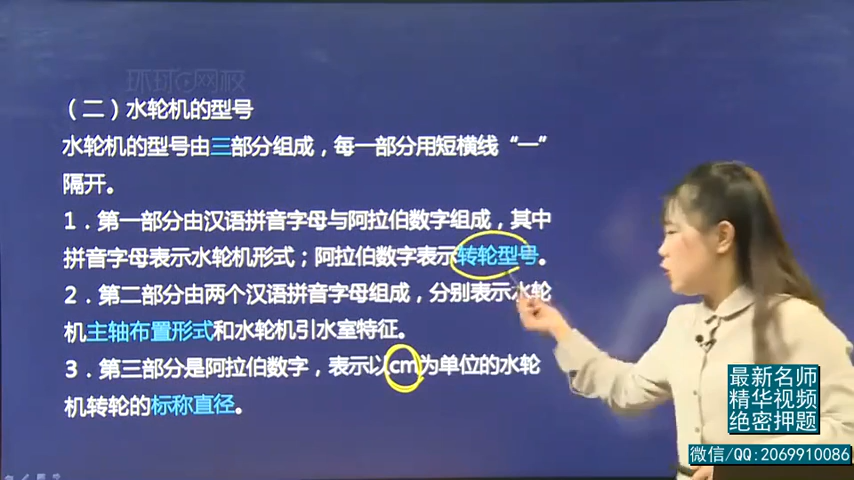 环球网校
（二）水轮机的型号
水轮机的型号由三部分组成，每一部分用短横线“—”
隔开。
1．第一部分由汉语拼音字母与阿拉伯数字组成，其中
拼音字母表示水轮机形式；阿拉伯数字表示转轮型号。
2．第二部分由两个汉语拼音字母组成，分别表示水轮
机主轴布置形式和水轮机引水室特征。
3．第三部分是阿拉伯数字，表示以cm为单位的水轮
机转轮的标称直径。
最新名师
精华视频
绝密押题
微信/QQ:2069910086